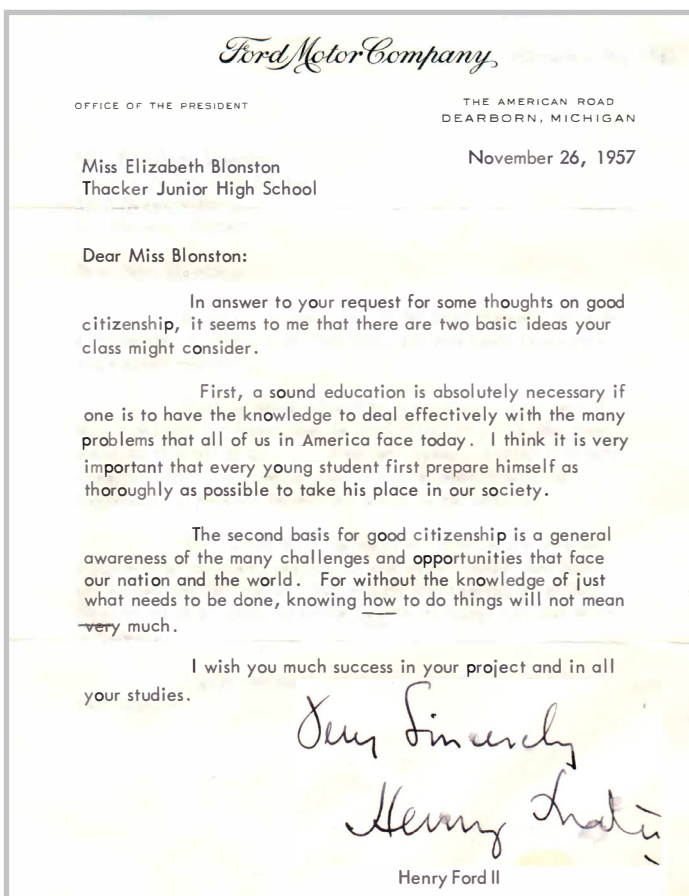 Ford Motor Company
OFFICE OF THE PRESIDENT
THE AMERICAN ROAD
DEARBORN, MICHIGAN
November 26, 1957
Miss Elizabeth Blonston
Thacker Junior High School
Dear Miss Blonston:
In answer to your request for some thoughts on good
citizenship, it seems to me that there are two basic ideas your
class might consider.
First, a sound education is absolutely necessary if
one is to have the knowledge to deal effectively with the many
problems that all of us in America face today. I think it is very
important that every young student first prepare himself as
thoroughly as possible to take his place in our society.
The second basis for good citizenship is a general
awareness of the many challenges and opportunities that face
our nation and the world. For without the knowledge of just
what needs to be done, knowing how to do things will not mean
very much.
I wish you much success in your project and in all
your studies.
Very Sincerely
Henry Ford II
Henry Ford II